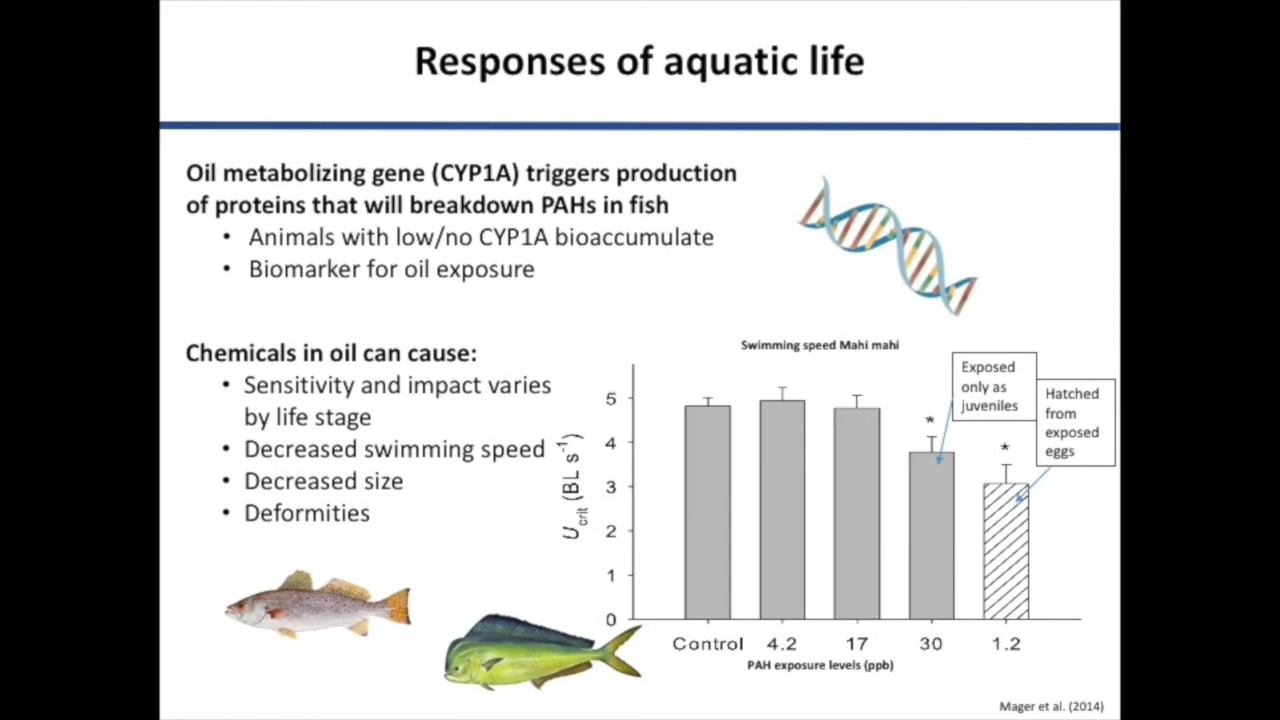 Responses of aquatic life
Oil metabolizing gene (CYP1A) triggers production
of proteins that will breakdown PAHs in fish
• Animals with low/no CYP1A bioaccumulate
• Biomarker for oil exposure
Chemicals in oil can cause:
• Sensitivity and impact varies
by life stage
• Decreased swimming speed
• Decreased size
• Deformities
Swimming speed Mahi mahi
Exposed
only as
juveniles
Hatched
from
exposed
eggs
Ucrit (BL s-1)
5
4
3
2
1
0
*
*
Control 4.2 17 30 1.2
PAH exposure levels (ppb)
Mager et al. (2014)